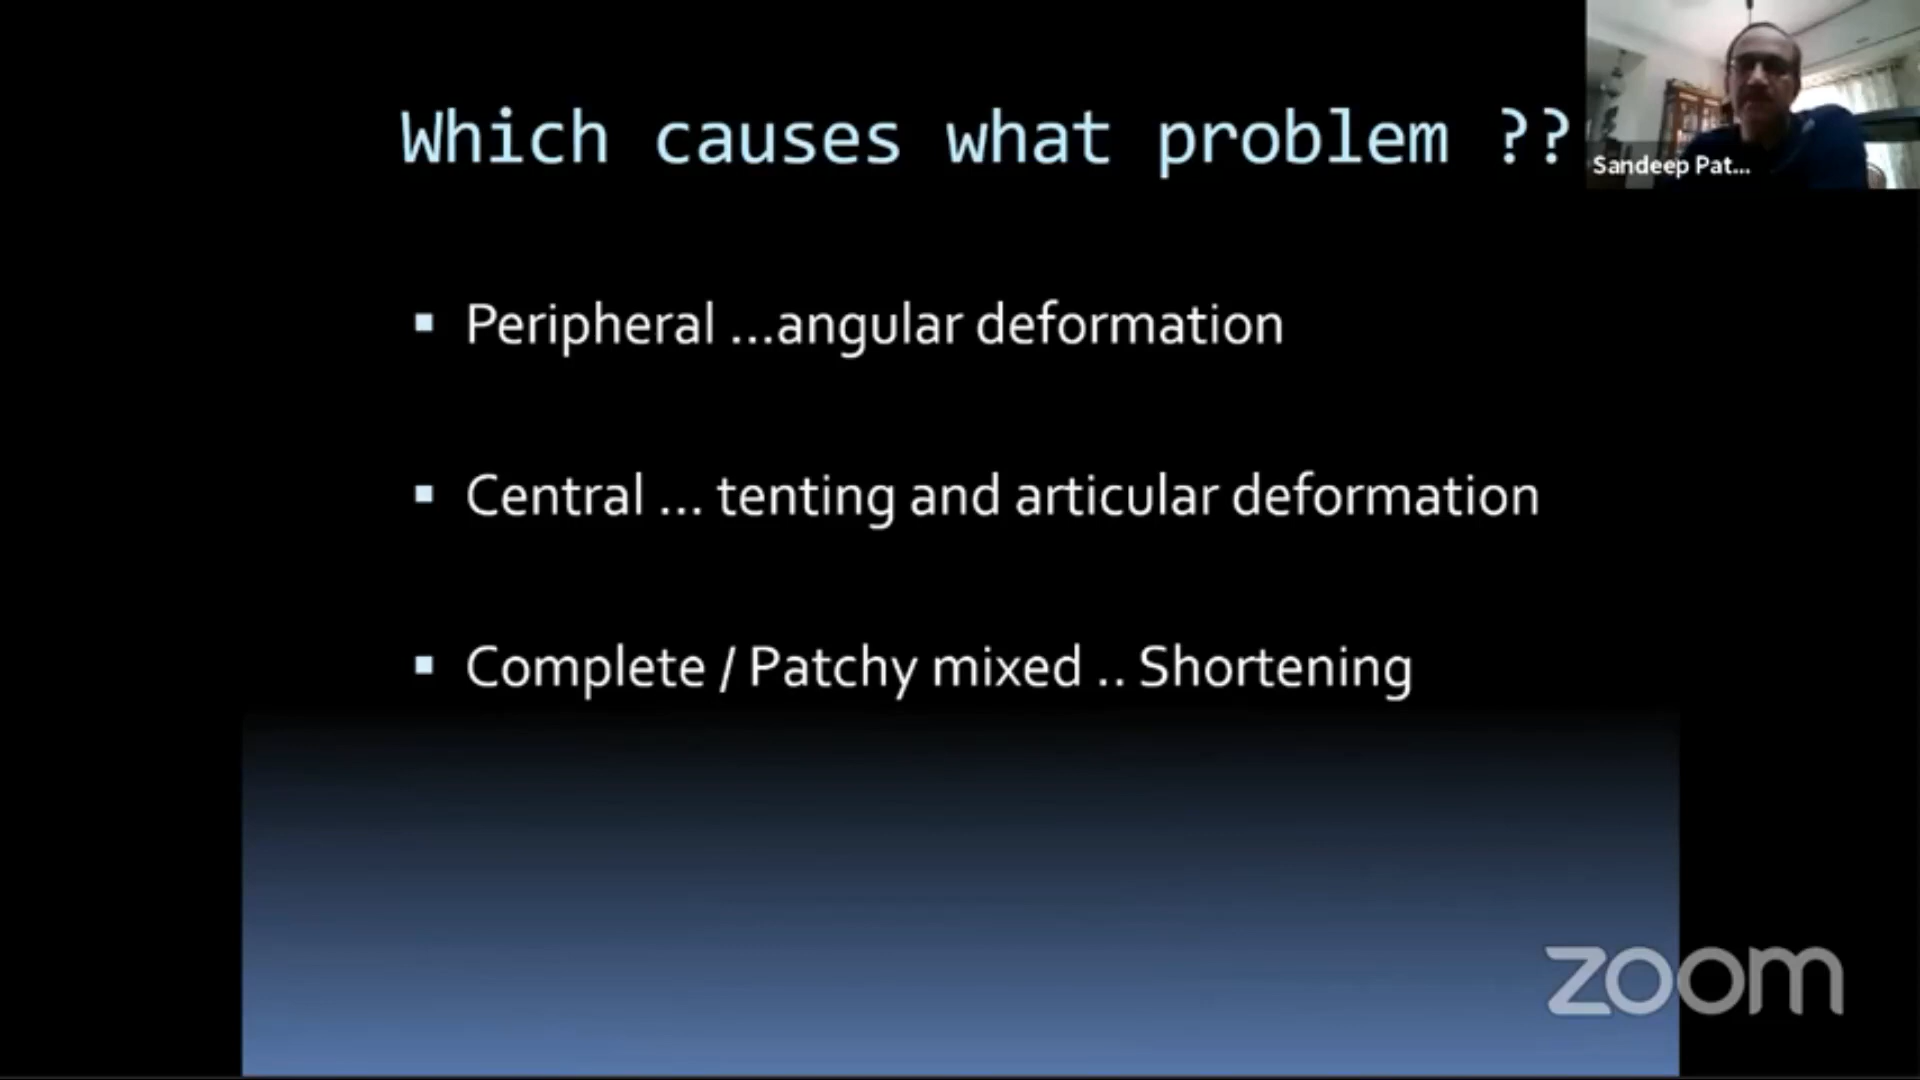 Which causes what problem ??
Sandeep Pat...
▪ Peripheral ...angular deformation
▪ Central ... tenting and articular deformation
▪ Complete / Patchy mixed .. Shortening
zoom